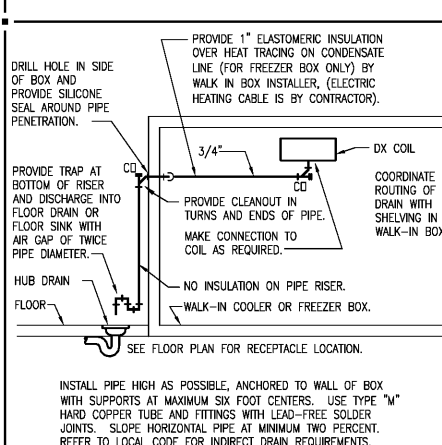 PROVIDE 1" ELASTOMERIC INSULATION
OVER HEAT TRACING ON CONDENSATE
LINE (FOR FREEZER BOX ONLY) BY
WALK IN BOX INSTALLER, (ELECTRIC
HEATING CABLE IS BY CONTRACTOR).
DRILL HOLE IN SIDE
OF BOX AND
PROVIDE SILICONE
SEAL AROUND PIPE
PENETRATION.
3/4"
DX COIL
CO
CO
PROVIDE TRAP AT
BOTTOM OF RISER
AND DISCHARGE INTO
FLOOR DRAIN OR
FLOOR SINK WITH
AIR GAP OF TWICE
PIPE DIAMETER.
COORDINATE
ROUTING OF
DRAIN WITH
SHELVING IN
WALK-IN BOX
PROVIDE CLEANOUT IN
TURNS AND ENDS OF PIPE.
MAKE CONNECTION TO
COIL AS REQUIRED.
HUB DRAIN
NO INSULATION ON PIPE RISER.
FLOOR
WALK-IN COOLER OR FREEZER BOX.
SEE FLOOR PLAN FOR RECEPTACLE LOCATION.
INSTALL PIPE HIGH AS POSSIBLE, ANCHORED TO WALL OF BOX
WITH SUPPORTS AT MAXIMUM SIX FOOT CENTERS. USE TYPE "M"
HARD COPPER TUBE AND FITTINGS WITH LEAD-FREE SOLDER
JOINTS. SLOPE HORIZONTAL PIPE AT MINIMUM TWO PERCENT.
REFER TO LOCAL CODE FOR INDIRECT DRAIN REQUIREMENTS.